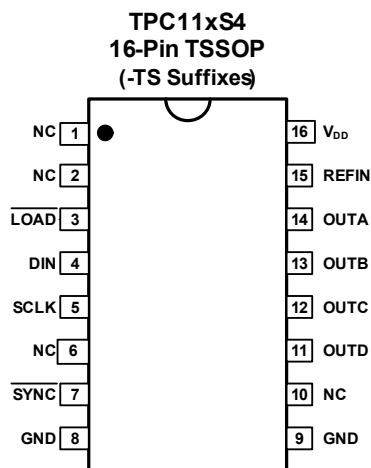 TPC11xS4
16-Pin TSSOP
(-TS Suffixes)
NC 1 16 VDD
NC 2 15 REFIN
LOAD 3 14 OUTA
DIN 4 13 OUTB
SCLK 5 12 OUTC
NC 6 11 OUTD
SYNC 7 10 NC
GND 8 9 GND